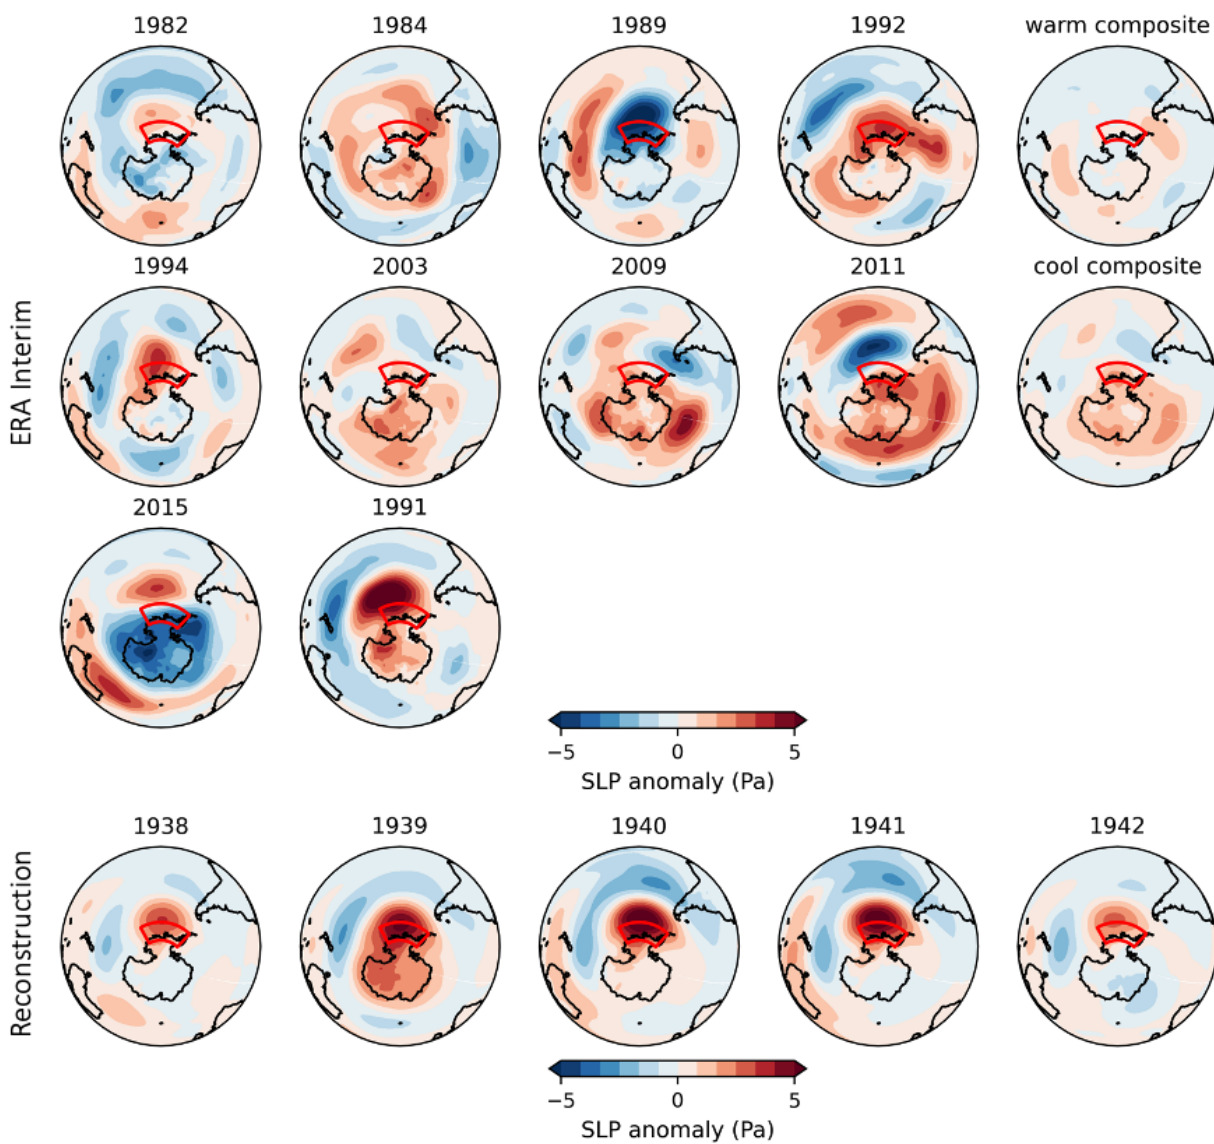 1982 1984 1989 1992 warm composite
ERA Interim
1994 2003 2009 2011 cool composite
2015 1991
−5 0 5
SLP anomaly (Pa)
Reconstruction
1938 1939 1940 1941 1942
−5 0 5
SLP anomaly (Pa)